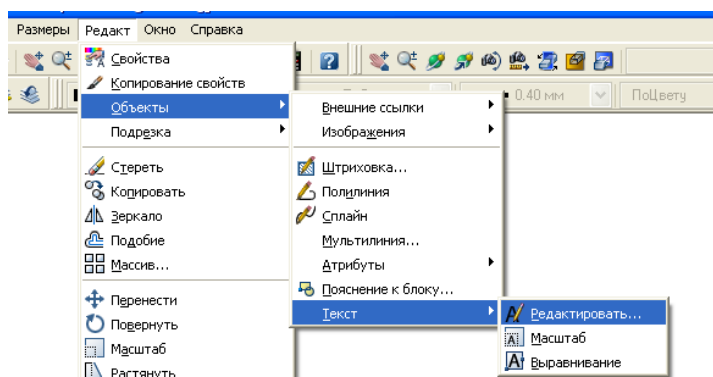 Размеры Редакт Окно Справка
Свойства
Копирование свойств
Объекты
Подрезка
Стереть
Копировать
Зеркало
Подобие
Массив...
Перенести
Повернуть
Масштаб
Растянуть
Внешние ссылки
Изображения
Штриховка...
Полилиния
Сплайн
Мультилиния...
Атрибуты
Пояснение к блоку...
Текст
Редактировать...
Масштаб
Выравнивание
0.40 мм
ПоЦвету